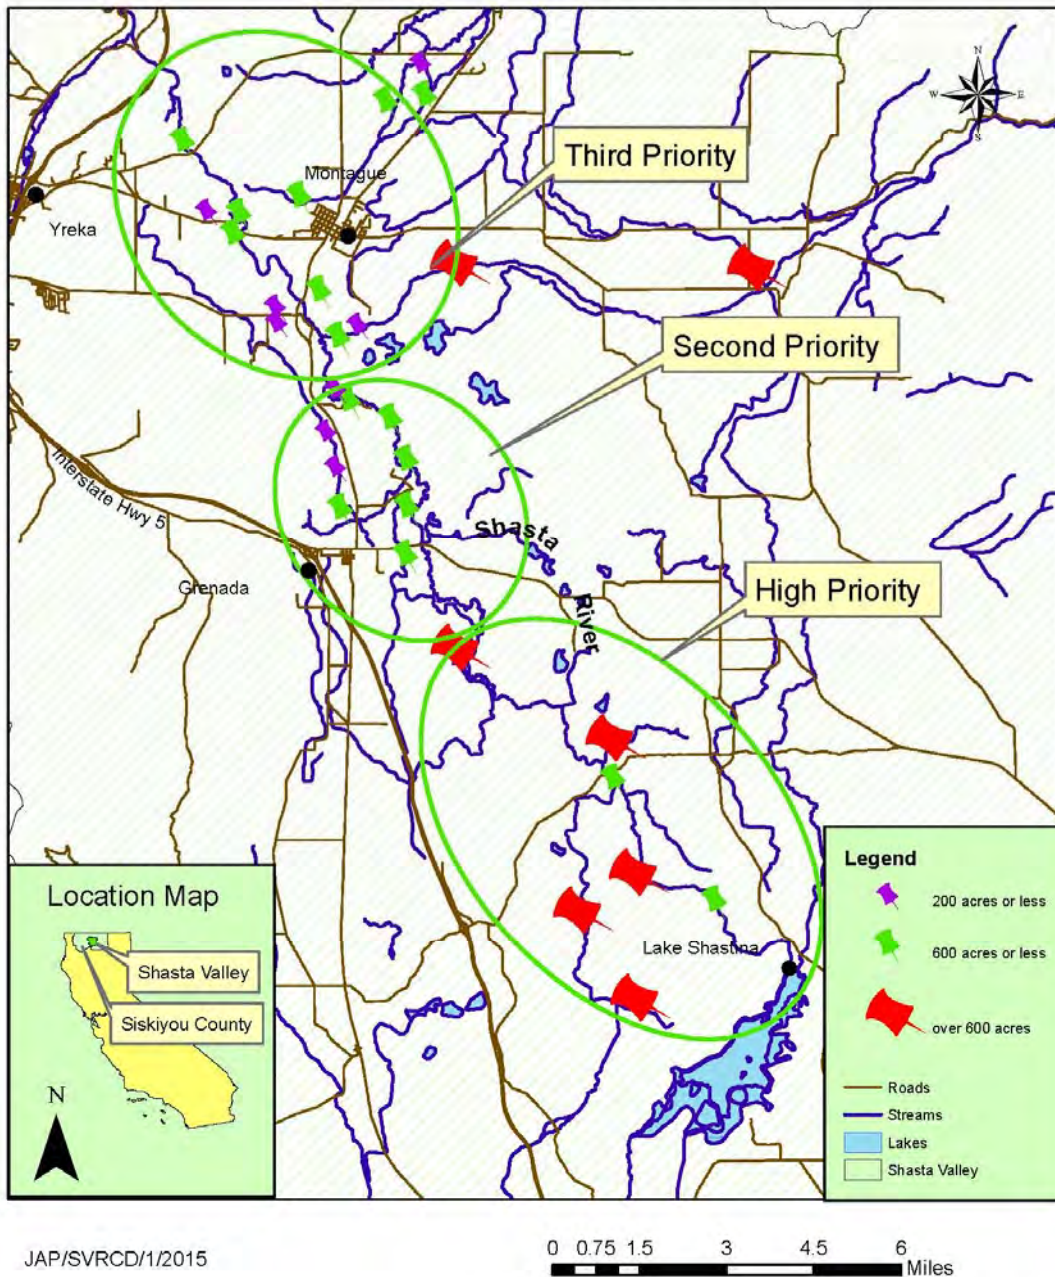 N
W
E
S
Third Priority
Montague
Yreka
Second Priority
Interstate Hwy 5
Shasta
River
High Priority
Grenada
Lake Shastina
Location Map
Shasta Valley
Siskiyou County
N
Legend
200 acres or less
600 acres or less
over 600 acres
Roads
Streams
Lakes
Shasta Valley
JAP/SVRCD/1/2015
0 0.75 1.5 3 4.5 6
Miles